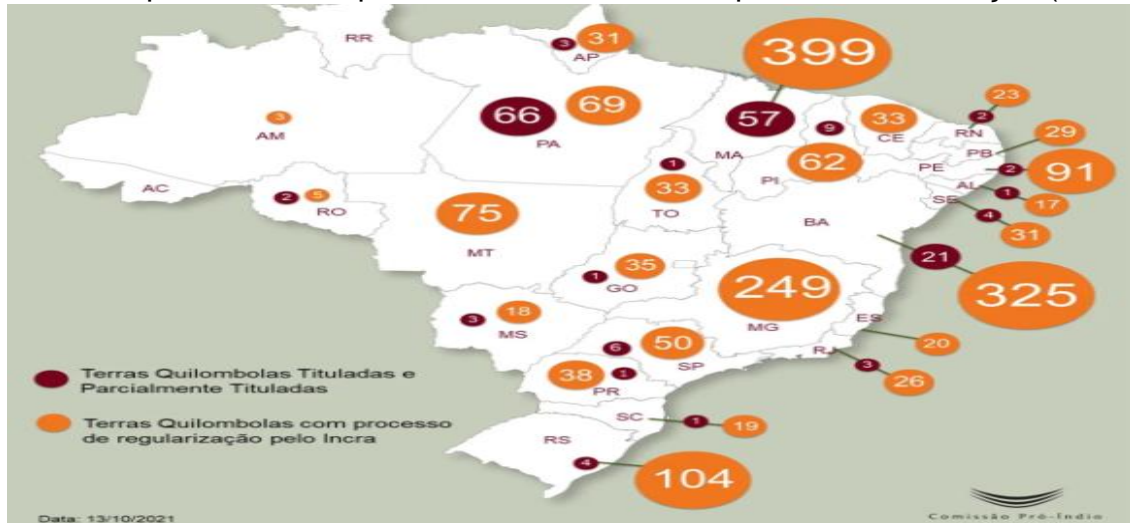 RR
3
31
AP
399
3
AM
66
69
PA
57
MA
9
33
CE
23
2
RN
29
PB
62
PI
PE
2
91
AC
2
5
RO
1
33
TO
AL
1
17
SE
4
31
75
MT
BA
21
325
1
35
GO
249
MG
ES
20
3
18
MS
6
50
SP
RJ
3
26
38
1
PR
SC
1
19
RS
4
104
Terras Quilombolas Tituladas e
Parcialmente Tituladas
Terras Quilombolas com processo
de regularização pelo Incra
Data: 13/10/2021
Comissão Pró-Índio